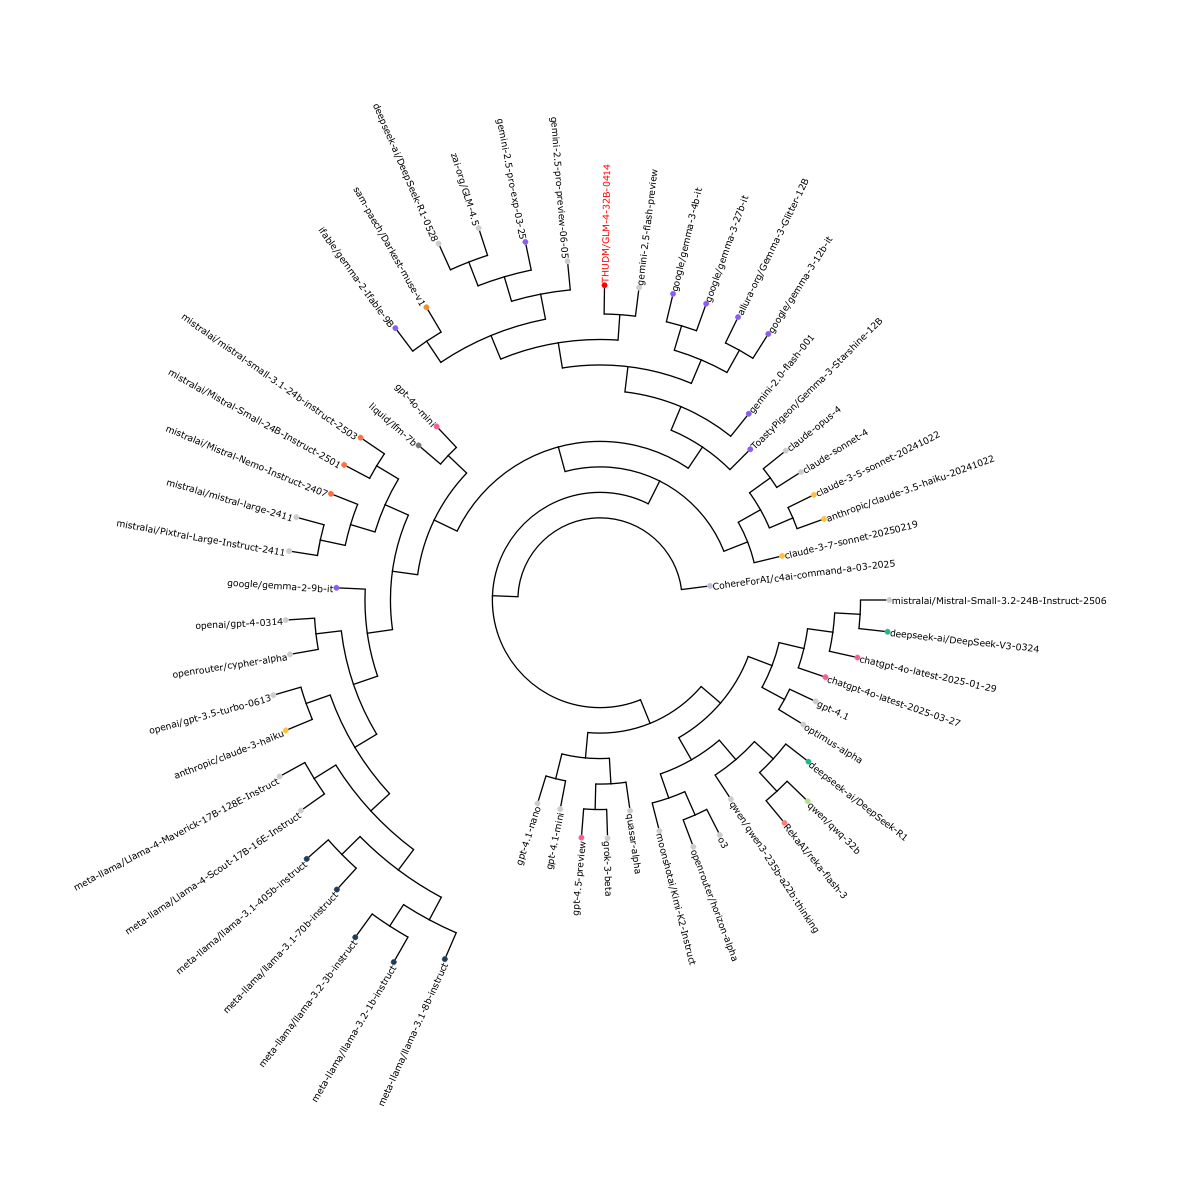 deepseek-ai/DeepSeek-R1-0528
zai-org/GLM-4.5
gemini-2.5-pro-exp-03-25
gemini-2.5-pro-preview-06-05
THUDM/GLM-4-32B-0414
gemini-2.5-flash-preview
google/gemma-3-4b-it
google/gemma-3-27b-it
allura-org/Gemma-3-Glitter-12B
google/gemma-3-12b-it
gemini-2.0-flash-001
ToastyPigeon/Gemma-3-Starshine-12B
claude-opus-4
claude-sonnet-4
claude-3-5-sonnet-20241022
anthropic/claude-3.5-haiku-20241022
claude-3-7-sonnet-20250219
CohereForAI/c4ai-command-a-03-2025
mistralai/Mistral-Small-3.2-24B-Instruct-2506
deepseek-ai/DeepSeek-V3-0324
chatgpt-4o-latest-2025-01-29
chatgpt-4o-latest-2025-03-27
gpt-4.1
optimus-alpha
deepseek-ai/DeepSeek-R1
qwen/qwq-32b
RekaAI/reka-flash-3
qwen/qwen3-235b-a22b:thinking
o3
openrouter/horizon-alpha
moonshotai/Kimi-K2-Instruct
quasar-alpha
grok-3-beta
gpt-4.5-preview
gpt-4.1-mini
gpt-4.1-nano
meta-llama/llama-3.1-8b-instruct
meta-llama/llama-3.2-1b-instruct
meta-llama/llama-3.2-3b-instruct
meta-llama/llama-3.1-70b-instruct
meta-llama/llama-3.1-405b-instruct
meta-llama/Llama-4-Scout-17B-16E-Instruct
meta-llama/Llama-4-Maverick-17B-128E-Instruct
anthropic/claude-3-haiku
openai/gpt-3.5-turbo-0613
openrouter/cypher-alpha
openai/gpt-4-0314
google/gemma-2-9b-it
mistralai/Pixtral-Large-Instruct-2411
mistralai/mistral-large-2411
mistralai/Mistral-Nemo-Instruct-2407
mistralai/Mistral-Small-24B-Instruct-2501
mistralai/mistral-small-3.1-24b-instruct-2503
liquid/lfm-7b
gpt-4o-mini
ifable/gemma-2-Ifable-9B
sam-paech/Darkest-muse-v1